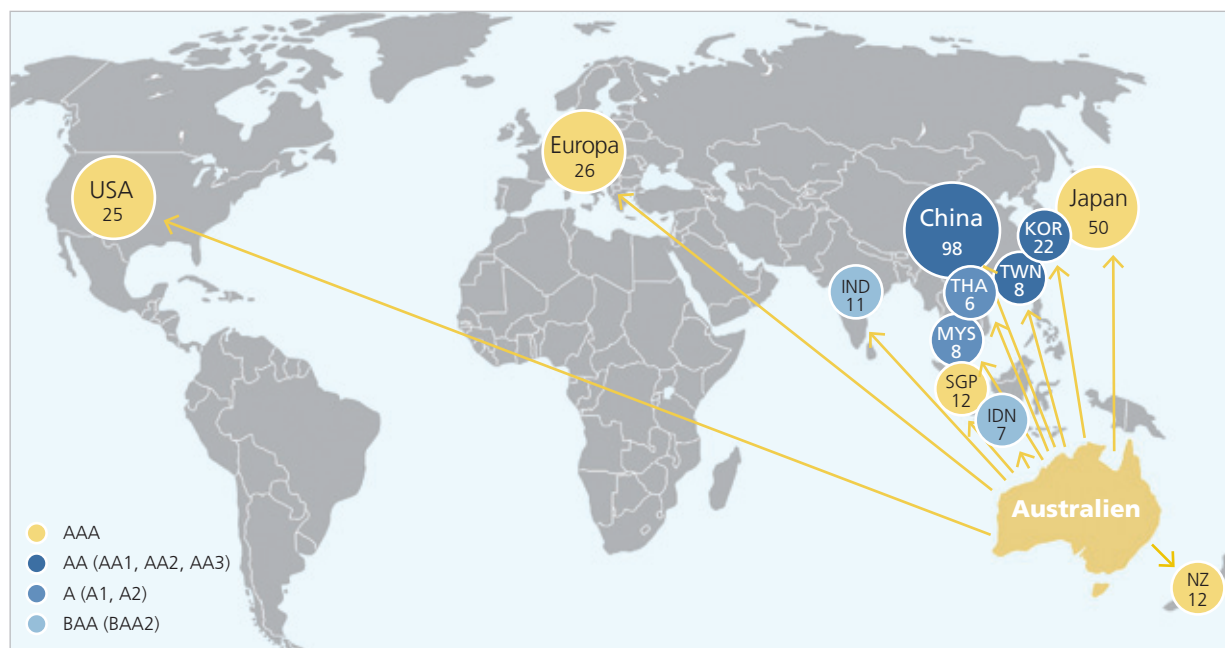 USA
25
Europa
26
China
98
Japan
50
KOR
22
TWN
8
THA
6
IND
11
MYS
8
SGP
12
IDN
7
Australien
NZ
12
AAA
AA (AA1, AA2, AA3)
A (A1, A2)
BAA (BAA2)